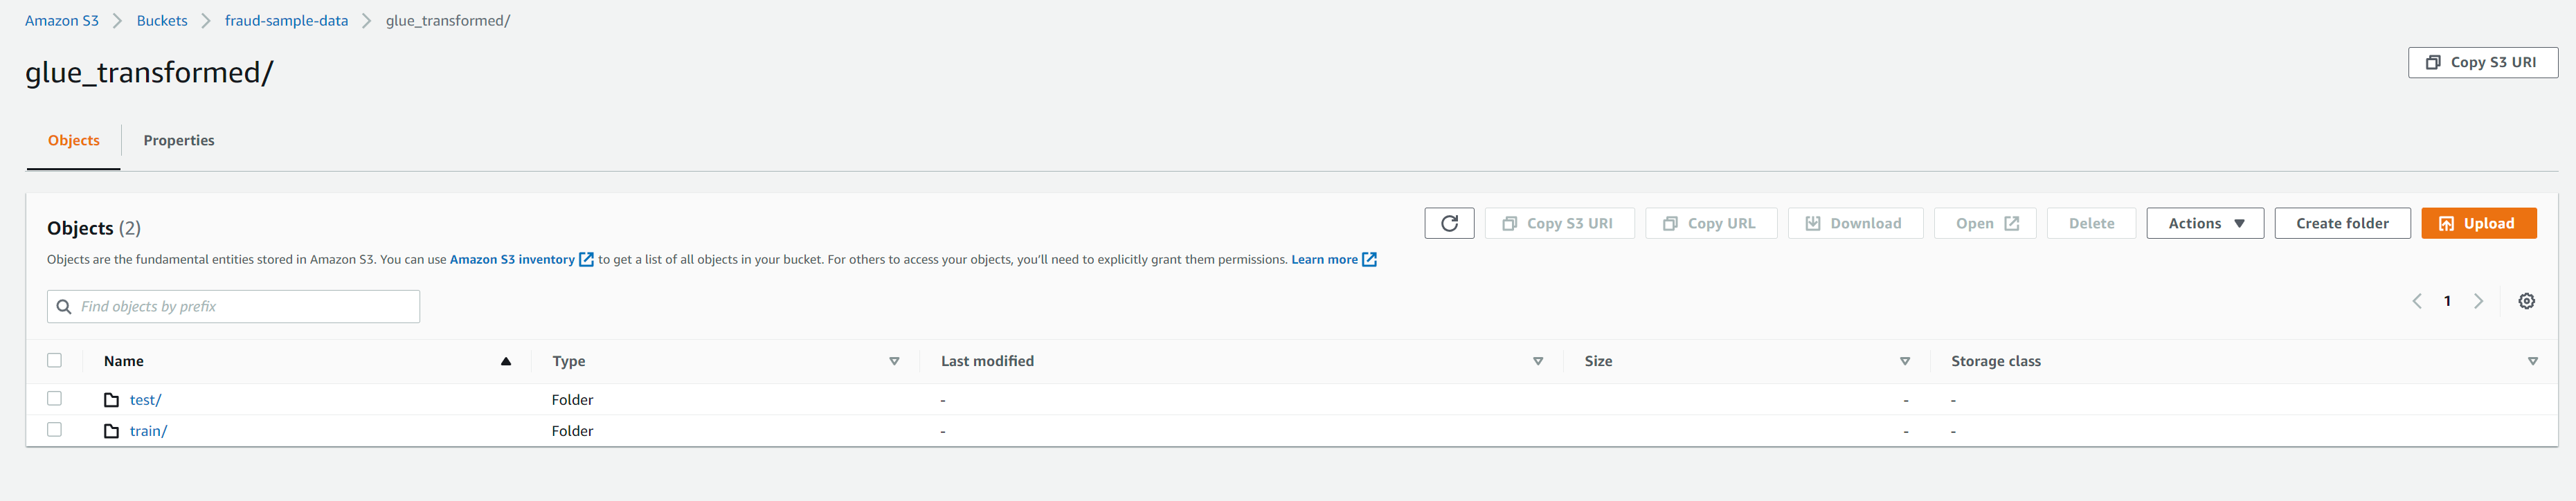 Amazon S3 > Buckets > fraud-sample-data > glue_transformed/
glue_transformed/
Copy S3 URI
Objects Properties
Objects (2)
Copy S3 URI Copy URL Download Open Delete Actions Create folder Upload
Objects are the fundamental entities stored in Amazon S3. You can use Amazon S3 inventory to get a list of all objects in your bucket. For others to access your objects, you'll need to explicitly grant them permissions. Learn more
Find objects by prefix
< 1 >
Name Type Last modified Size Storage class
test/ Folder - - -
train/ Folder - - -